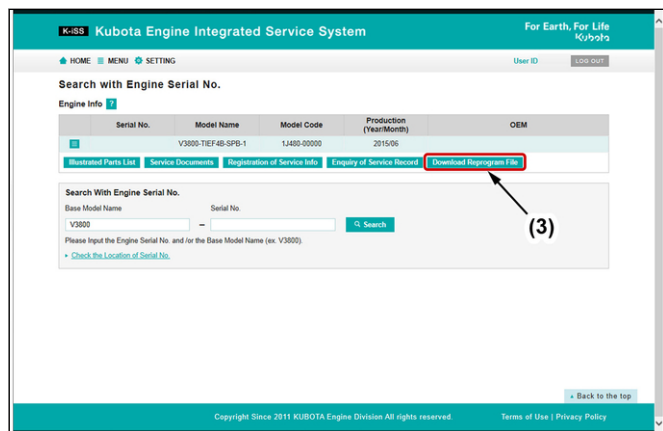 K-iSS Kubota Engine Integrated Service System
For Earth, For Life
Kubota
HOME MENU SETTING
User ID
LOG OUT
Search with Engine Serial No.
Engine Info ?
Serial No. Model Name Model Code Production (Year/Month) OEM
V3800-TIEF4B-SPB-1 1J480-00000 2015/06
Illustrated Parts List Service Documents Registration of Service Info Enquiry of Service Record Download Reprogram File
(3)
Search With Engine Serial No.
Base Model Name Serial No.
V3800 – Search
Please Input the Engine Serial No. and /or the Base Model Name (ex. V3800).
Check the Location of Serial No.
Back to the top
Copyright Since 2011 KUBOTA Engine Division All rights reserved.
Terms of Use | Privacy Policy